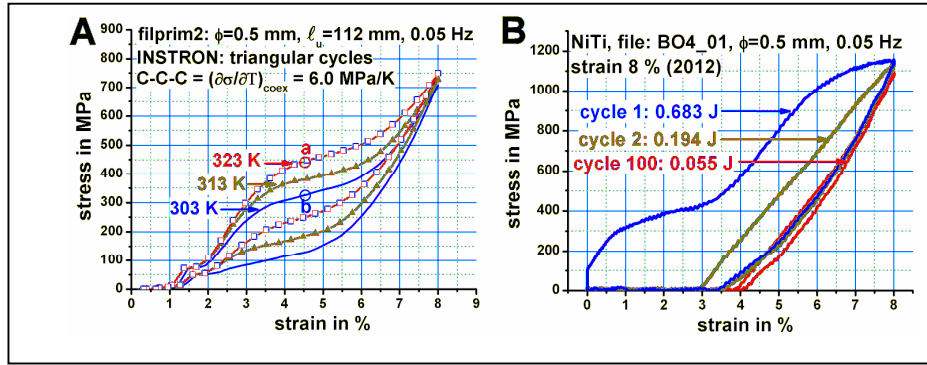 A
filprim2: ϕ=0.5 mm, ℓu=112 mm, 0.05 Hz
INSTRON: triangular cycles
C-C-C = (∂σ/∂T)coex = 6.0 MPa/K
900
800
700
600
500
400
300
200
100
0
stress in MPa
323 K
a
313 K
303 K
b
0 1 2 3 4 5 6 7 8 9
strain in %
B
NiTi, file: BO4_01, ϕ=0.5 mm, 0.05 Hz
strain 8 % (2012)
1200
1000
800
600
400
200
0
stress in MPa
cycle 1: 0.683 J
cycle 2: 0.194 J
cycle 100: 0.055 J
0 1 2 3 4 5 6 7 8
strain in %